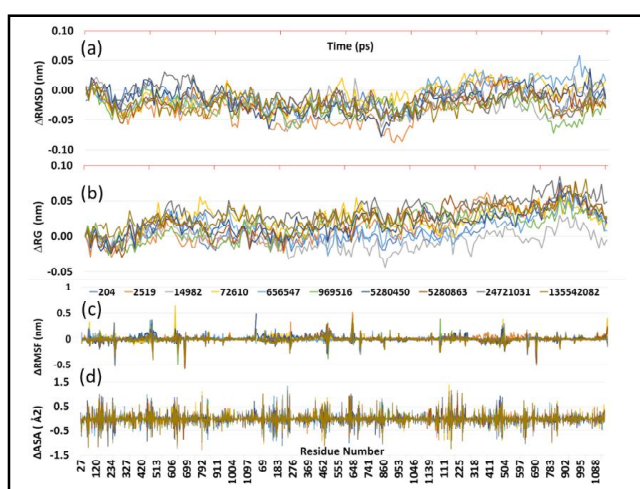 0.10
(a)
Time (ps)
0.05
0.00
-0.05
-0.10
ΔRMSD (nm)
0.10
(b)
0.05
0.00
-0.05
ΔRG (nm)
204 2519 14982 72610 656547 969516 5280450 5280863 24721031 135542082
1
(c)
0.5
0
-0.5
ΔRMSF (nm)
1.5
(d)
0.5
-0.5
-1.5
ΔASA ( Å2)
Residue Number
27 120 234 327 420 513 606 699 792 911 1004 1097 69 183 276 369 462 555 648 741 860 953 1046 1139 111 225 318 411 504 597 690 783 902 995 1088